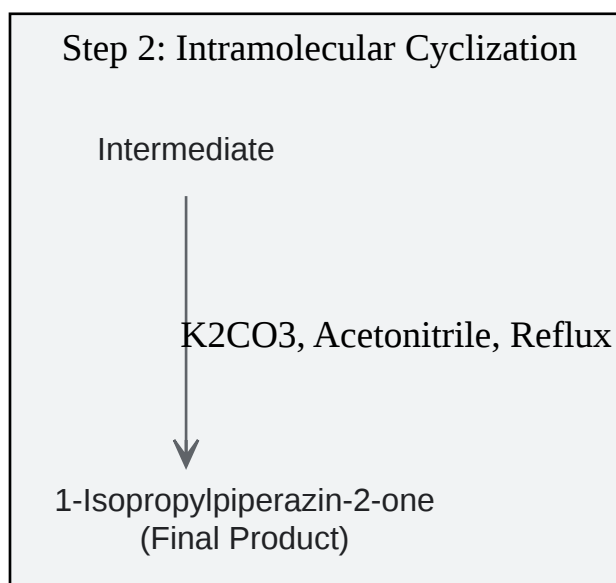 Step 2: Intramolecular Cyclization
Intermediate
K2CO3, Acetonitrile, Reflux
1-Isopropylpiperazin-2-one
(Final Product)